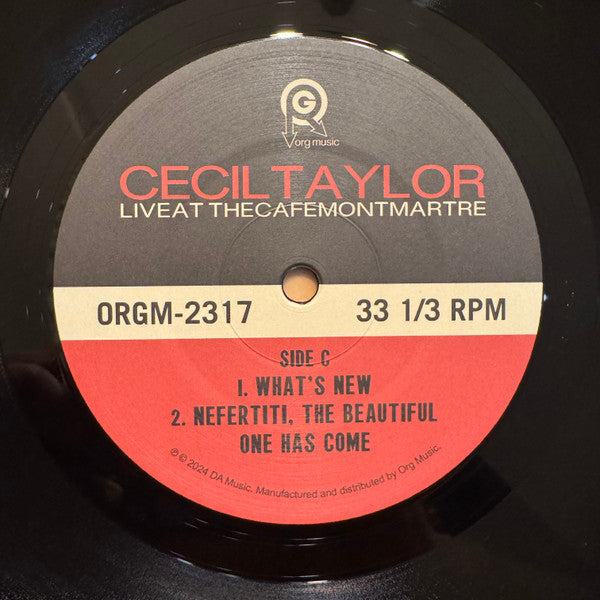 G
R
org music
CECILTAYLOR
LIVEAT THECAFEMONTMARTRE
ORGM-2317 33 1/3 RPM
SIDE C
1. WHAT'S NEW
2. NEFERTITI, THE BEAUTIFUL
ONE HAS COME
℗ © 2024 DA Music. Manufactured and distributed by Org Music.